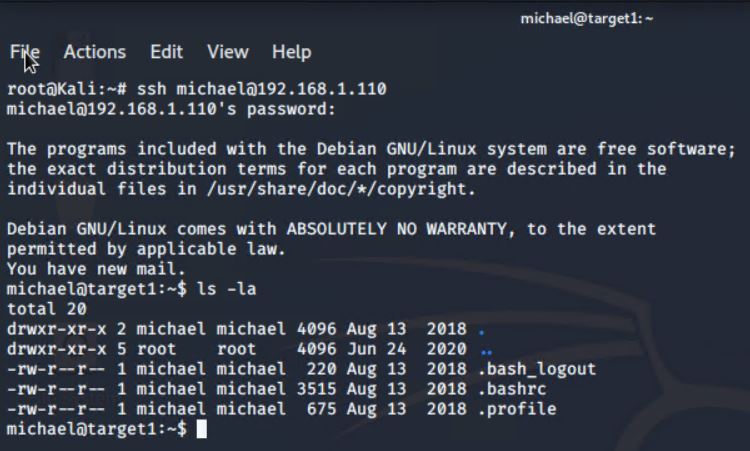 michael@target1: ~
File Actions Edit View Help
root@Kali:~# ssh michael@192.168.1.110
michael@192.168.1.110's password:
The programs included with the Debian GNU/Linux system are free software;
the exact distribution terms for each program are described in the
individual files in /usr/share/doc/*/copyright.
Debian GNU/Linux comes with ABSOLUTELY NO WARRANTY, to the extent
permitted by applicable law.
You have new mail.
michael@target1:~$ ls -la
total 20
drwxr-xr-x 2 michael michael 4096 Aug 13  2018 .
drwxr-xr-x 5 root    root    4096 Jun 24  2020 ..
-rw-r--r-- 1 michael michael  220 Aug 13  2018 .bash_logout
-rw-r--r-- 1 michael michael 3515 Aug 13  2018 .bashrc
-rw-r--r-- 1 michael michael  675 Aug 13  2018 .profile
michael@target1:~$